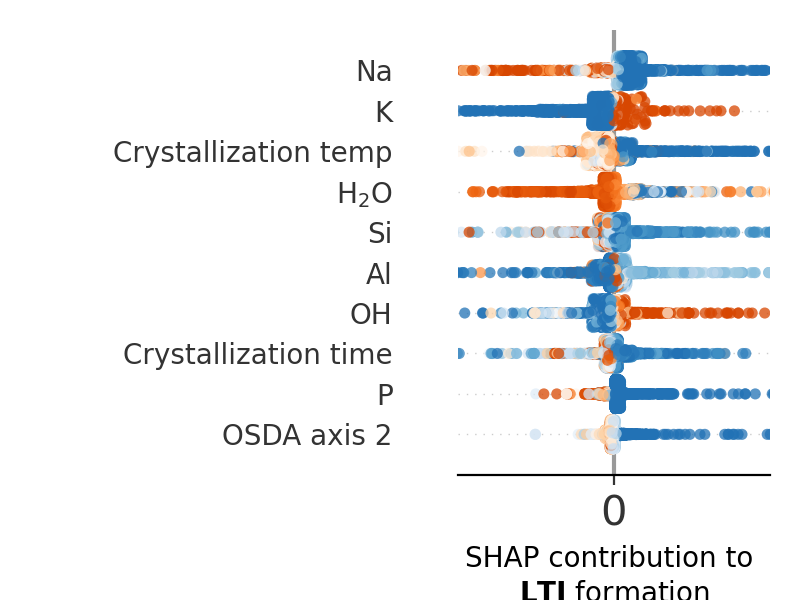 Na
K
Crystallization temp
H₂O
Si
Al
OH
Crystallization time
P
OSDA axis 2
0
SHAP contribution to
LTL formation